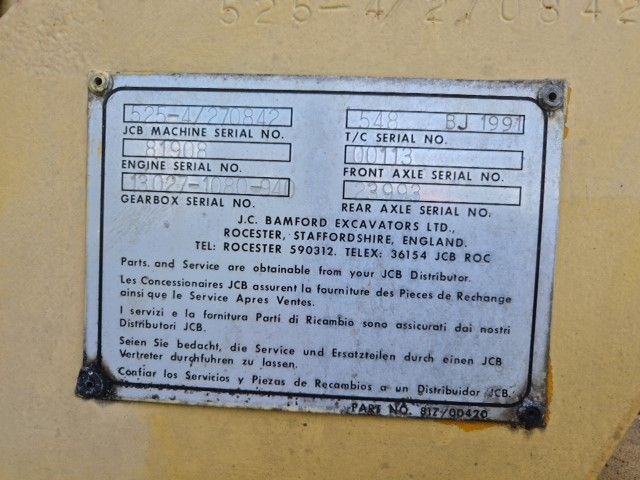 525-4/270842
525-4/270842
JCB MACHINE SERIAL NO.
548 BJ 1991
T/C SERIAL NO.
81908
ENGINE SERIAL NO.
00113
FRONT AXLE SERIAL NO.
13027-1080-940
GEARBOX SERIAL NO.
23993
REAR AXLE SERIAL NO.
J.C. BAMFORD EXCAVATORS LTD.,
ROCESTER, STAFFORDSHIRE, ENGLAND.
TEL: ROCESTER 590312. TELEX: 36154 JCB ROC
Parts and Service are obtainable from your JCB Distributor.
Les Concessionaires JCB assurent la fourniture des Pieces de Rechange
ainsi que le Service Apres Ventes.
I servizi e la fornitura Parti di Ricambio sono assicurati dai nostri
Distributori JCB.
Seien Sie bedacht, die Service und Ersatzteilen durch einen JCB
Vertreter durchfuhren zu lassen.
Confiar los Servicios y Piezas de Recambios a un Distribuidor JCB.
PART NO. 817/00420